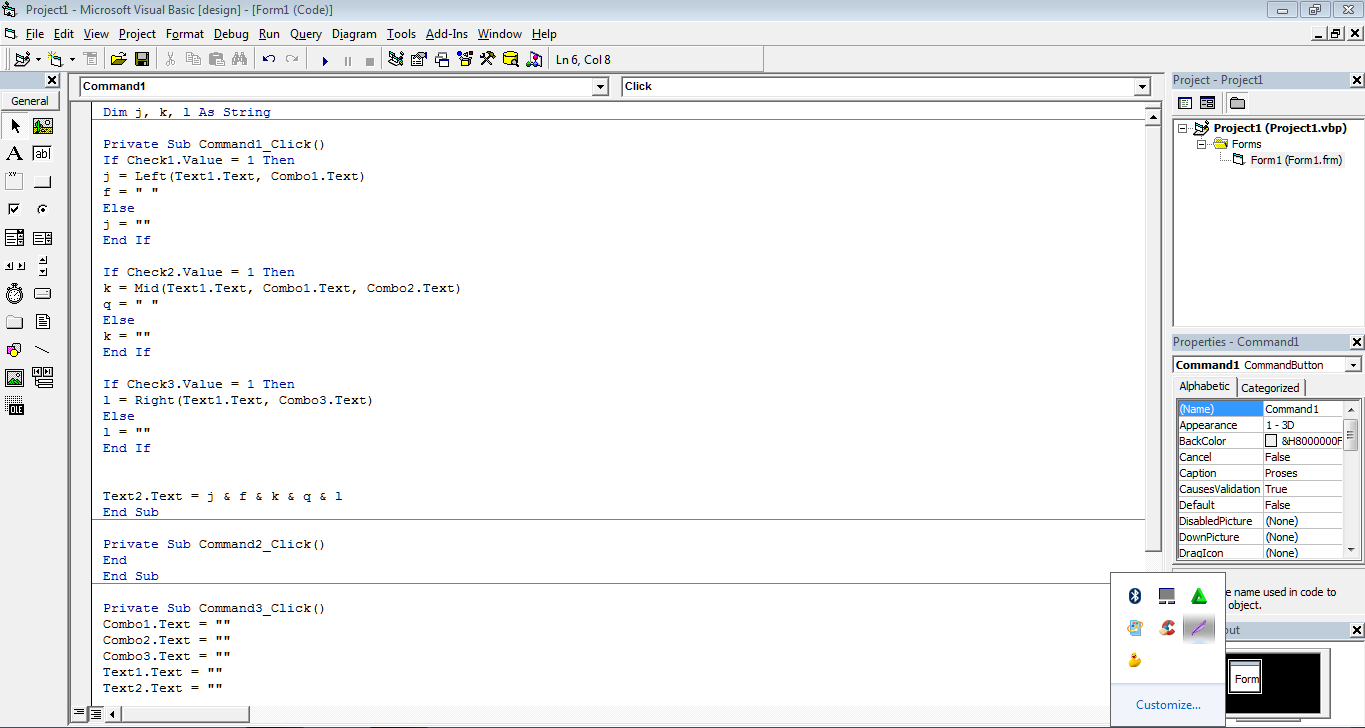 Project1 - Microsoft Visual Basic [design] - [Form1 (Code)]
File Edit View Project Format Debug Run Query Diagram Tools Add-Ins Window Help
Ln 6, Col 8
General
Command1
Click
Dim j, k, l As String
Private Sub Command1_Click()
If Check1.Value = 1 Then
j = Left(Text1.Text, Combo1.Text)
f = " "
Else
j = ""
End If
If Check2.Value = 1 Then
k = Mid(Text1.Text, Combo1.Text, Combo2.Text)
q = " "
Else
k = ""
End If
If Check3.Value = 1 Then
l = Right(Text1.Text, Combo3.Text)
Else
l = ""
End If
Text2.Text = j & f & k & q & l
End Sub
Private Sub Command2_Click()
End
End Sub
Private Sub Command3_Click()
Combo1.Text = ""
Combo2.Text = ""
Combo3.Text = ""
Text1.Text = ""
Text2.Text = ""
Project - Project1
Project1 (Project1.vbp)
Forms
Form1 (Form1.frm)
Properties - Command1
Command1 CommandButton
Alphabetic Categorized
(Name) Command1
Appearance 1 - 3D
BackColor &H8000000F
Cancel False
Caption Proses
CausesValidation True
Default False
DisabledPicture (None)
DownPicture (None)
DragIcon (None)
name used in code to
object.
out
Form
Customize...